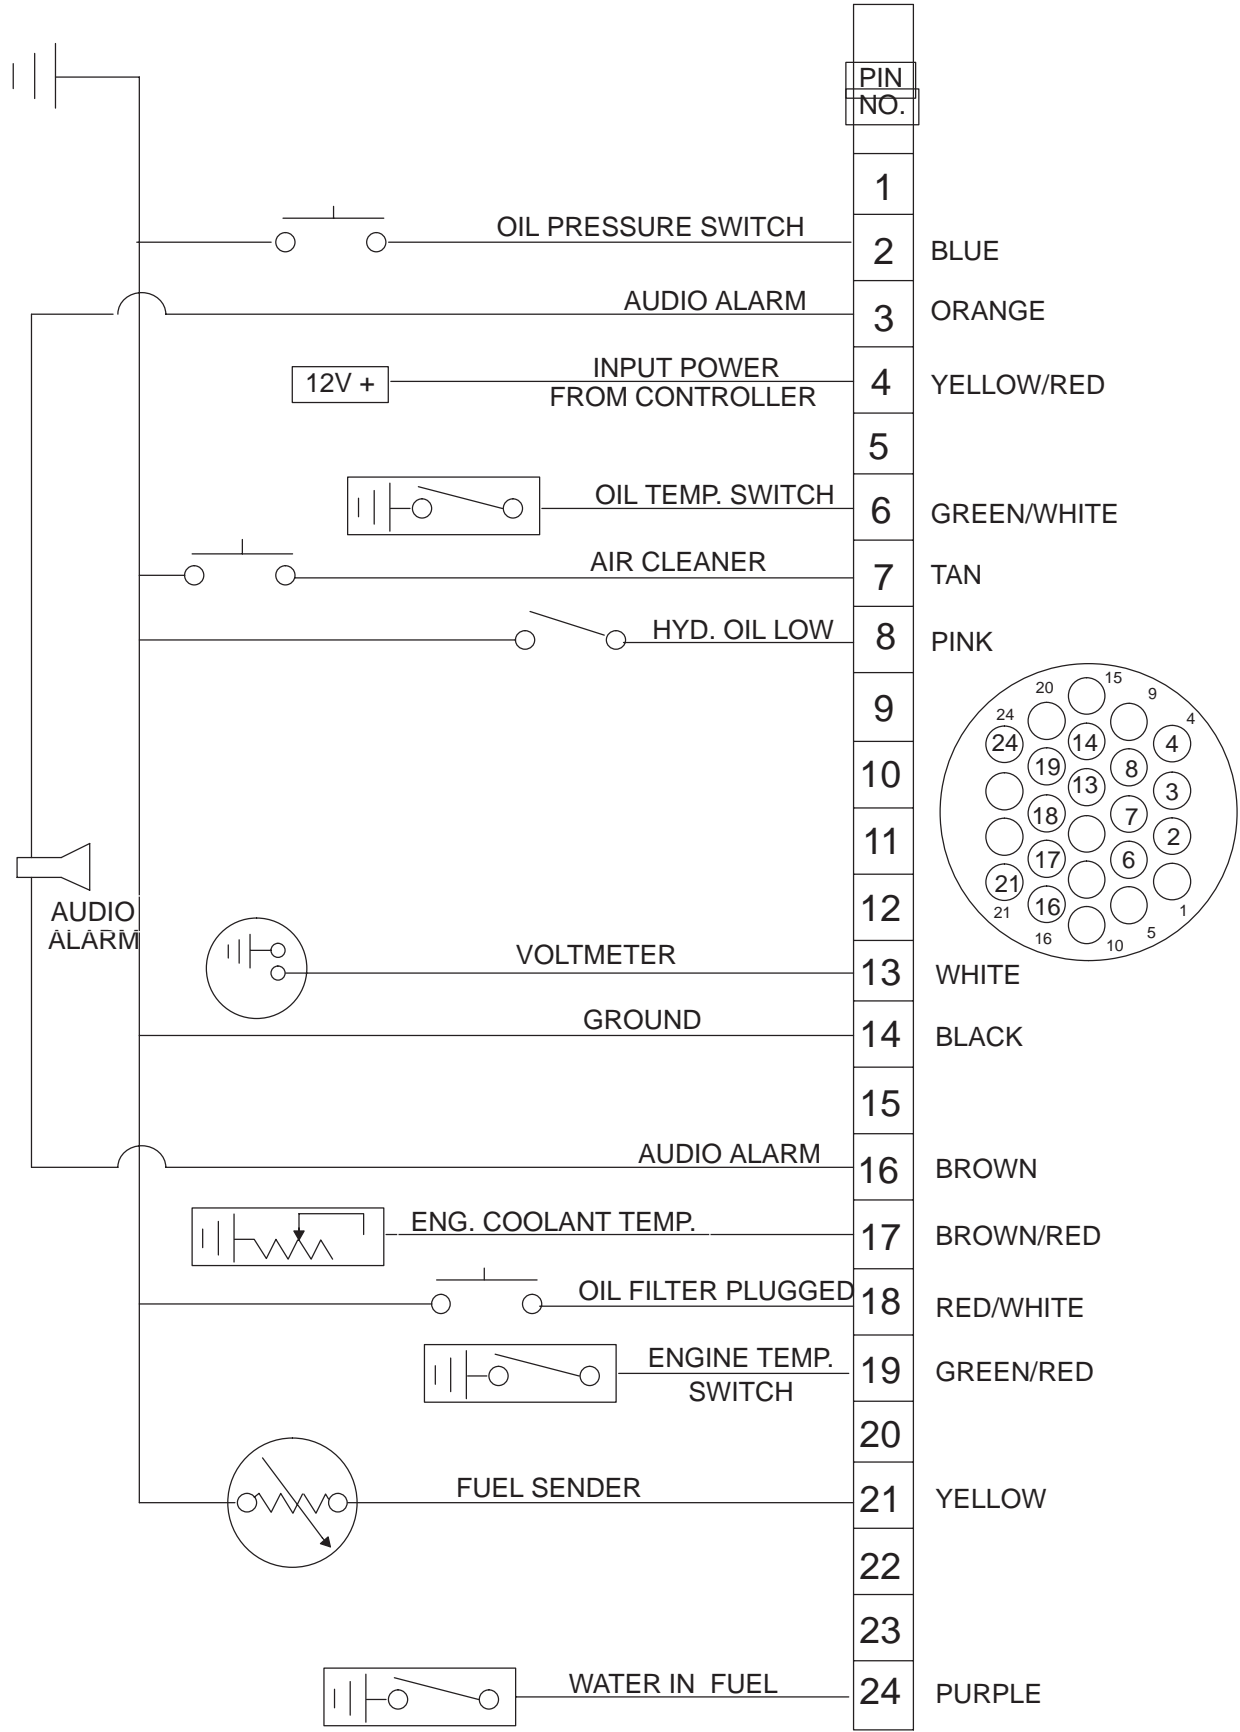 PIN
NO.
1
OIL PRESSURE SWITCH
2
BLUE
AUDIO ALARM
3
ORANGE
12V +
INPUT POWER
FROM CONTROLLER
4
YELLOW/RED
5
OIL TEMP. SWITCH
6
GREEN/WHITE
AIR CLEANER
7
TAN
HYD. OIL LOW
8
PINK
9
10
11
12
AUDIO
ALARM
VOLTMETER
13
WHITE
GROUND
14
BLACK
15
AUDIO ALARM
16
BROWN
ENG. COOLANT TEMP.
17
BROWN/RED
OIL FILTER PLUGGED
18
RED/WHITE
ENGINE TEMP.
SWITCH
19
GREEN/RED
20
FUEL SENDER
21
YELLOW
22
23
WATER IN FUEL
24
PURPLE
15
20
9
24
4
24
14
4
19
8
13
3
18
7
2
17
6
21
16
21
1
5
16
10